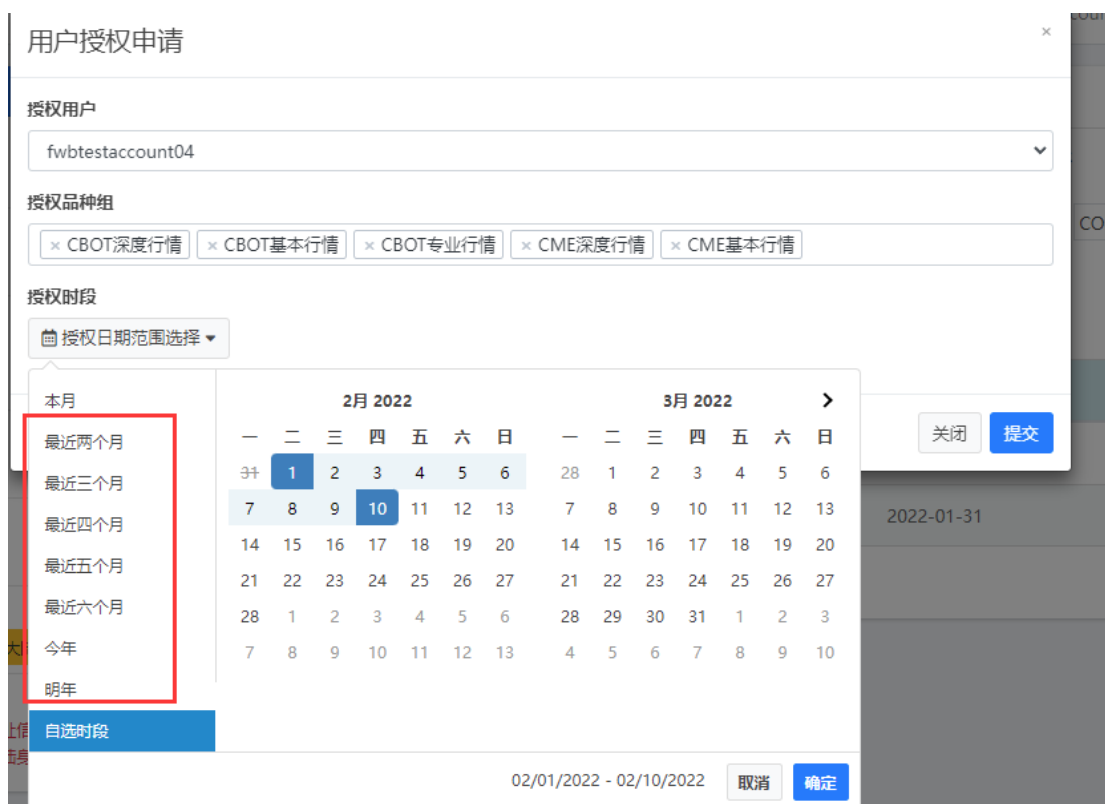 用户授权申请
×
授权用户
fwbtestaccount04
授权品种组
× CBOT深度行情 × CBOT基本行情 × CBOT专业行情 × CME深度行情 × CME基本行情
CO
授权时段
授权日期范围选择
本月
最近两个月
最近三个月
最近四个月
最近五个月
最近六个月
今年
明年
自选时段
2月 2022
一 二 三 四 五 六 日
31 1 2 3 4 5 6
7 8 9 10 11 12 13
14 15 16 17 18 19 20
21 22 23 24 25 26 27
28 1 2 3 4 5 6
7 8 9 10 11 12 13
3月 2022
一 二 三 四 五 六 日
28 1 2 3 4 5 6
7 8 9 10 11 12 13
14 15 16 17 18 19 20
21 22 23 24 25 26 27
28 29 30 31 1 2 3
4 5 6 7 8 9 10
关闭 提交
2022-01-31
02/01/2022 - 02/10/2022 取消 确定